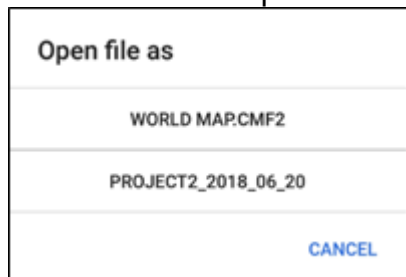 Open file as
WORLD MAP.CMF2
PROJECT2_2018_06_20
CANCEL